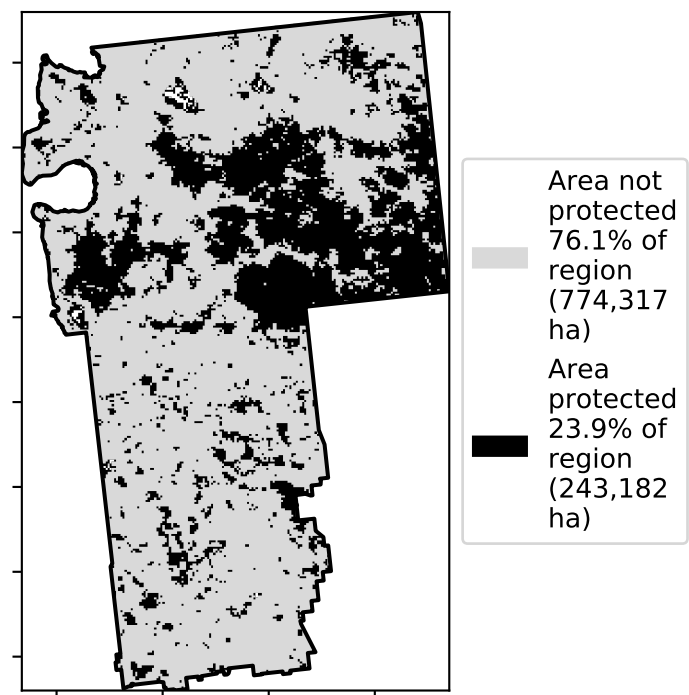 Area not
protected
76.1% of
region
(774,317
ha)
Area
protected
23.9% of
region
(243,182
ha)